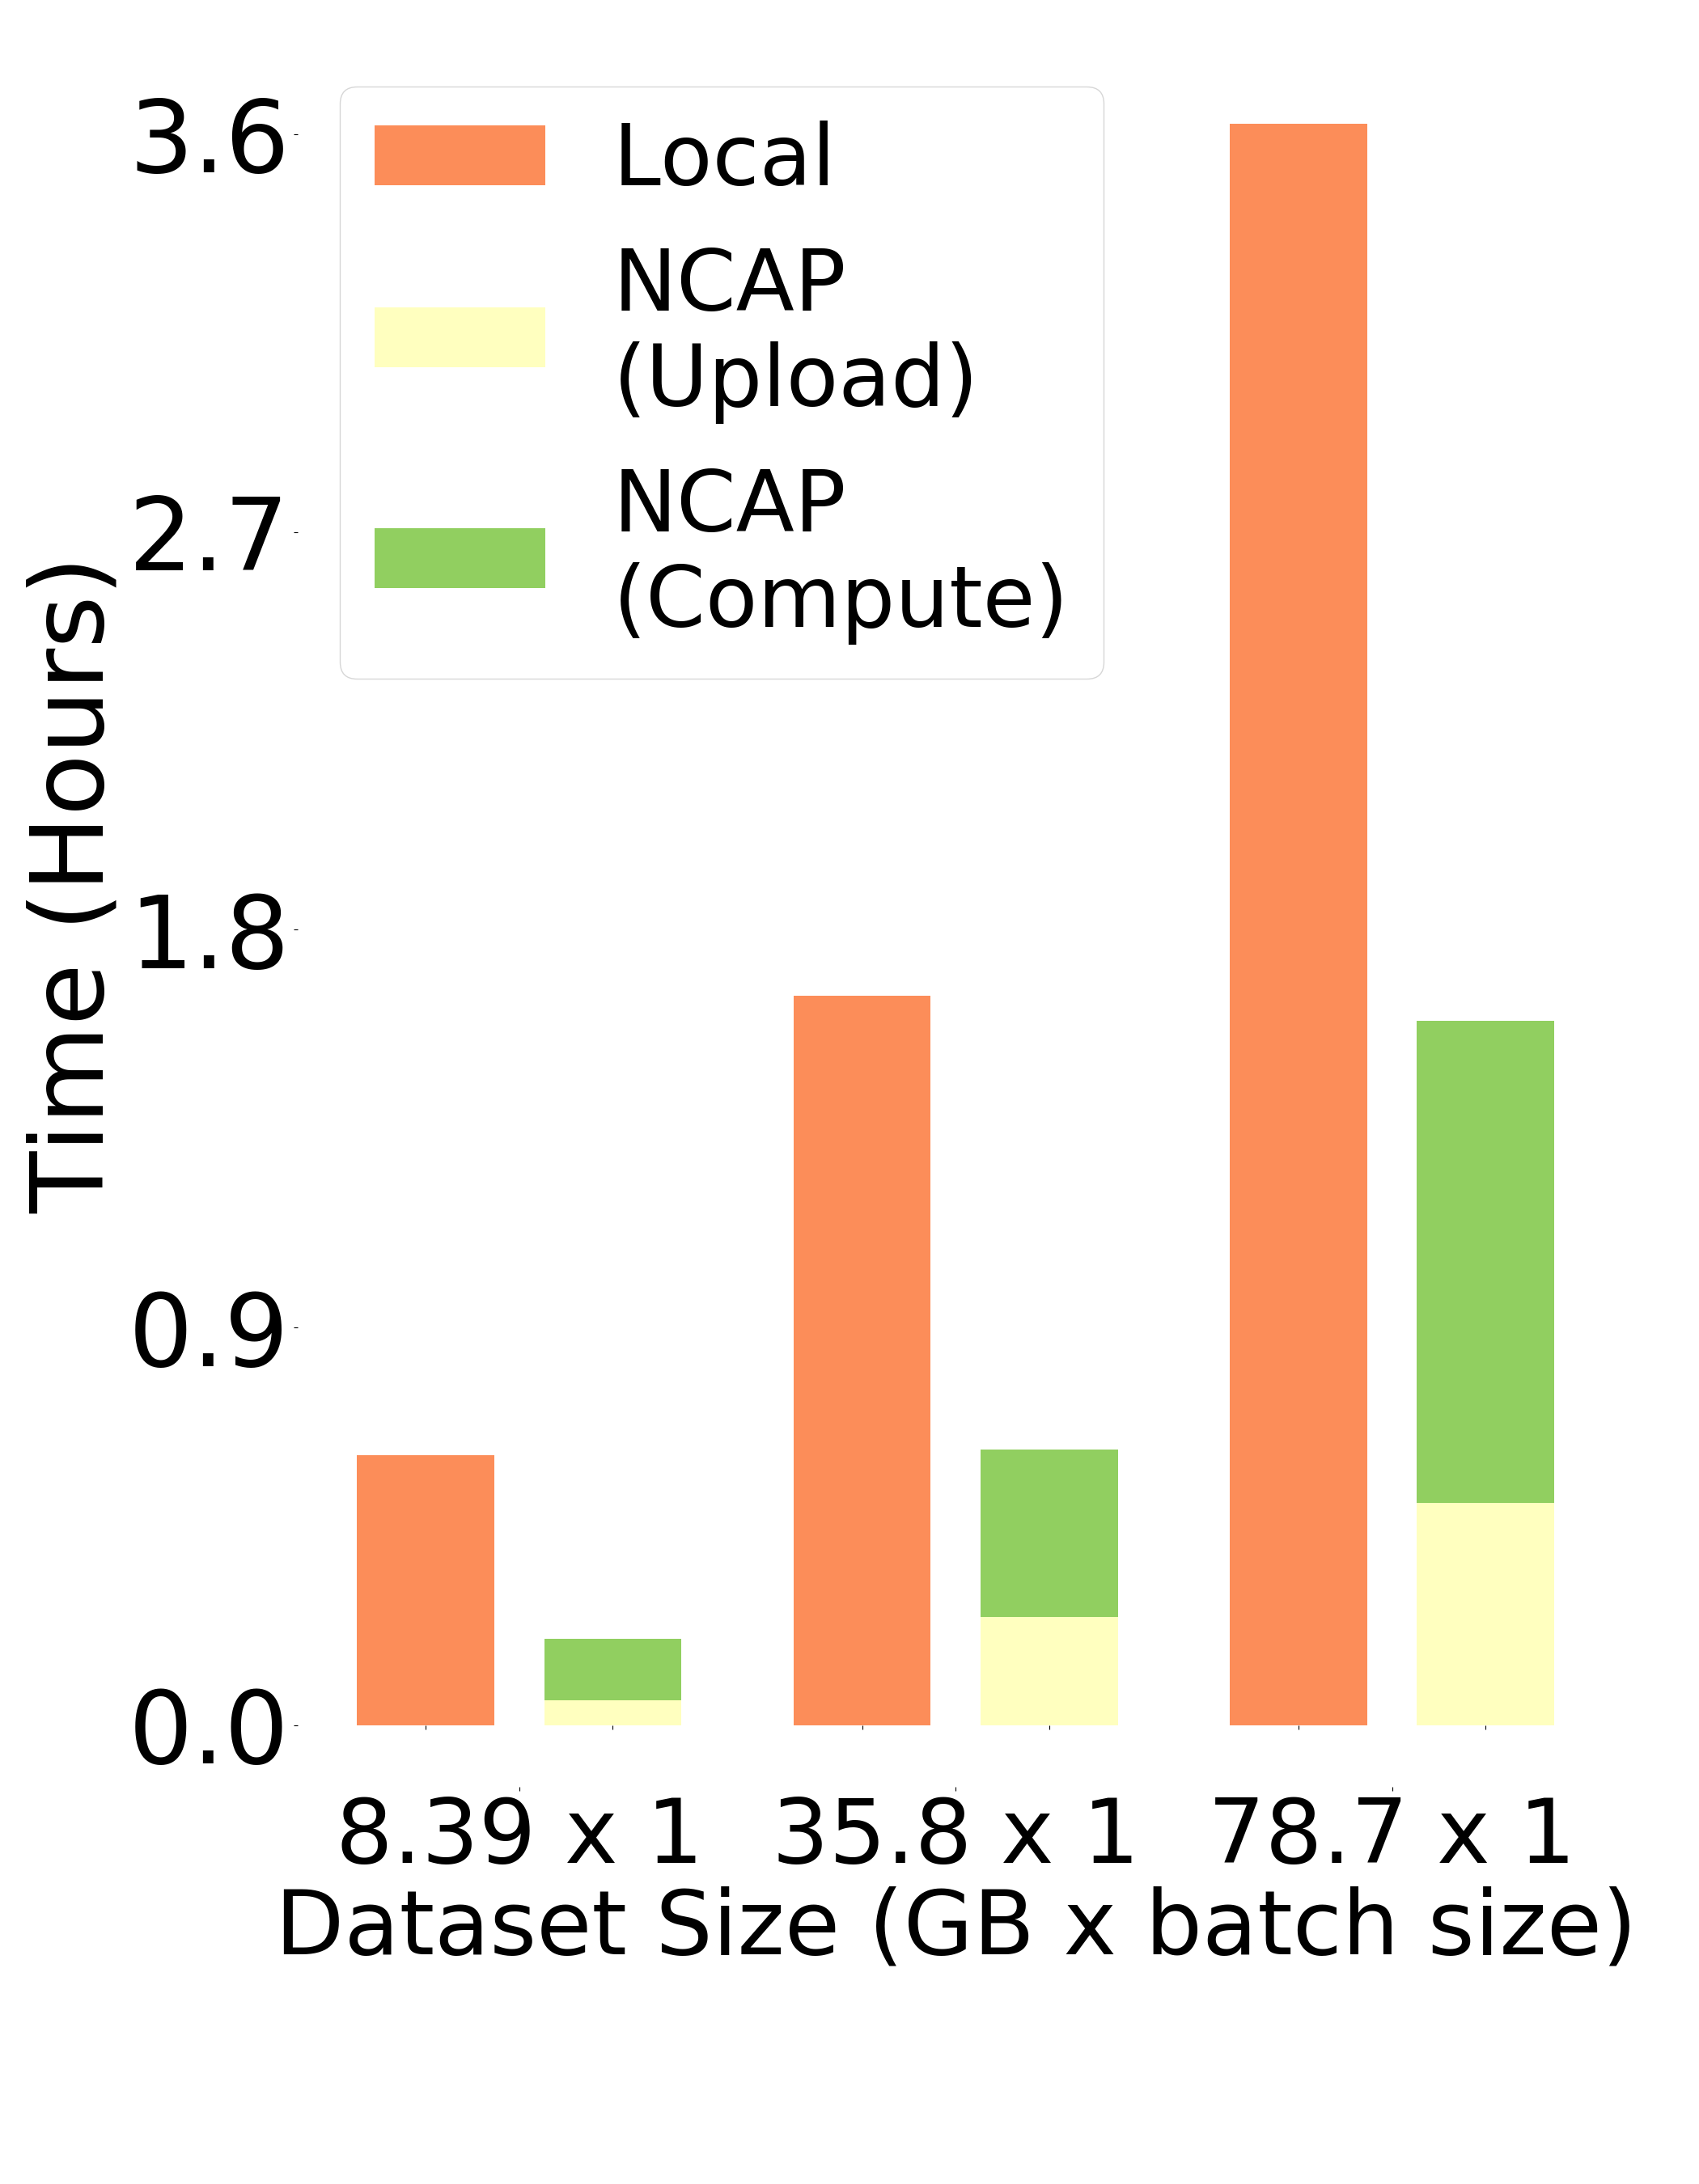 3.6
2.7
1.8
0.9
0.0
Time (Hours)
Local
NCAP
(Upload)
NCAP
(Compute)
8.39 x 1
35.8 x 1
78.7 x 1
Dataset Size (GB x batch size)